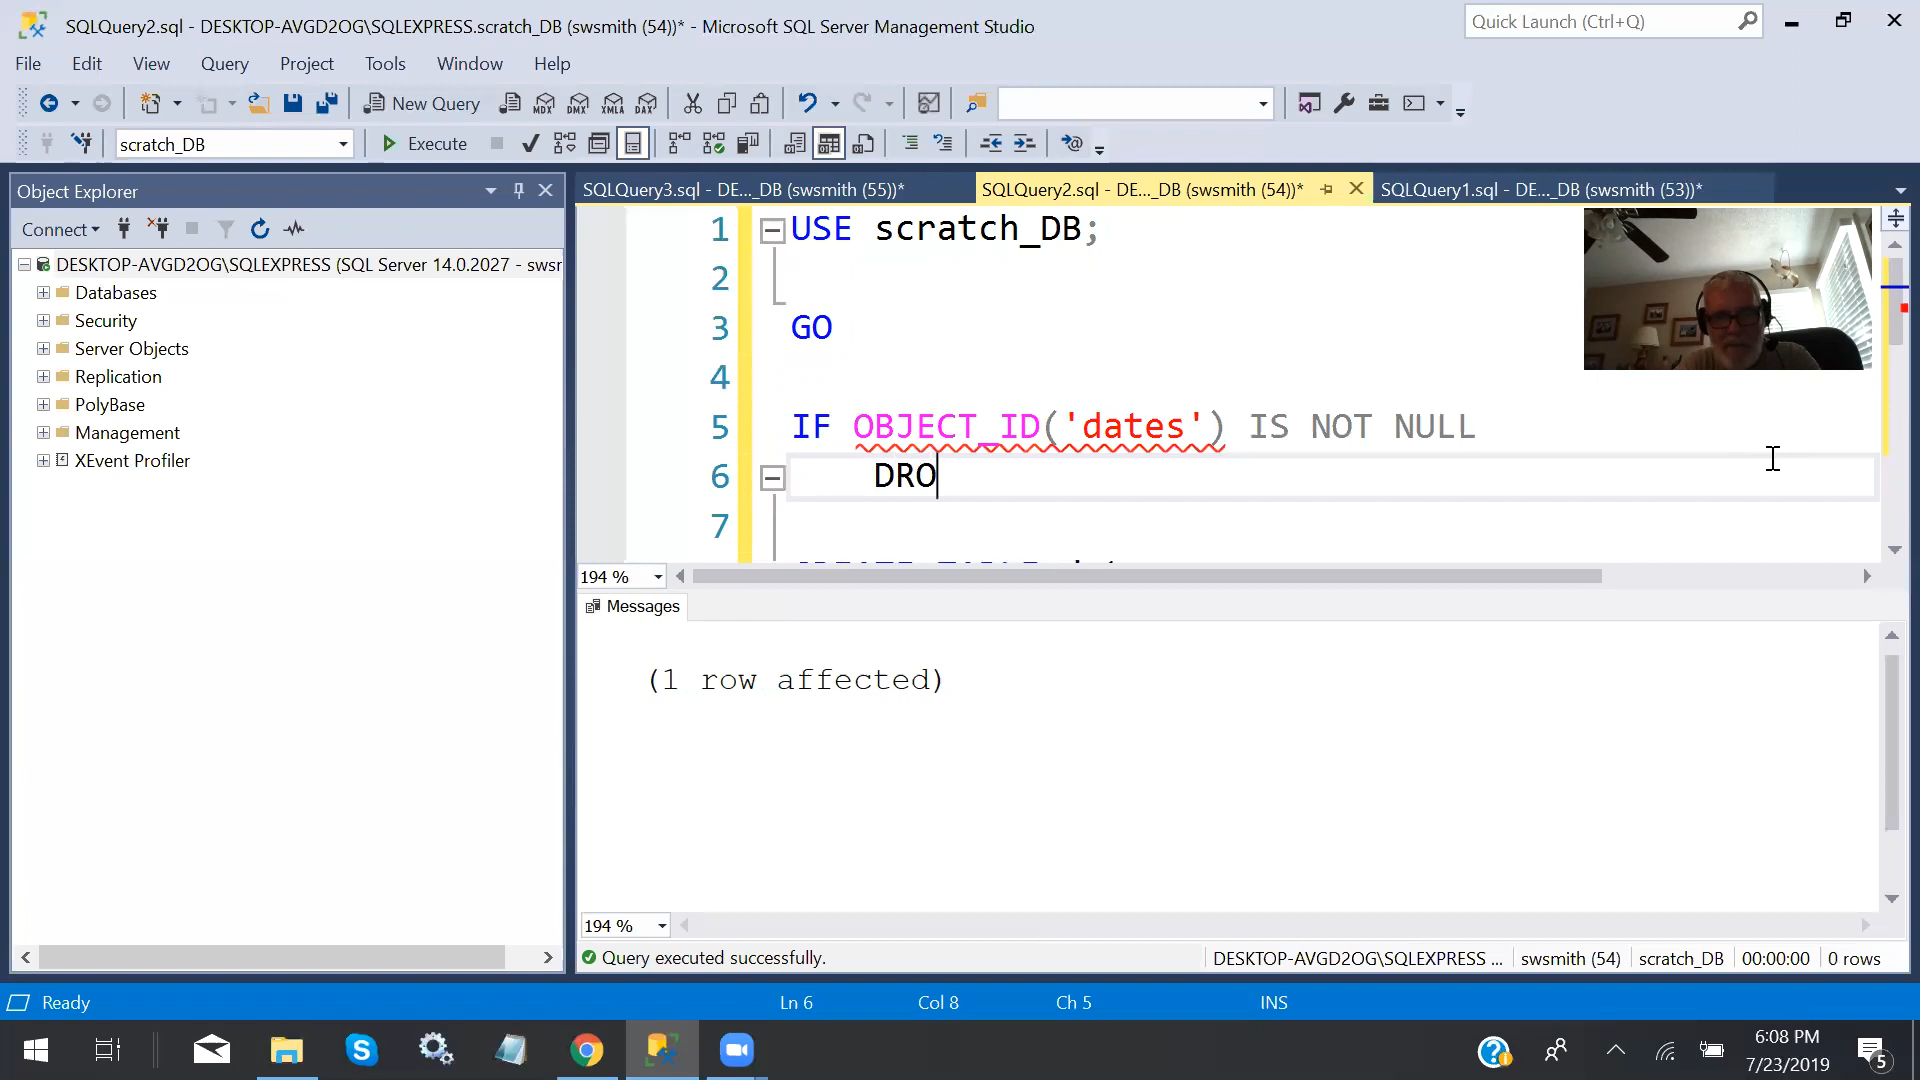 SQLQuery2.sql - DESKTOP-AVGD2OG\SQLEXPRESS.scratch_DB (swsmith (54))* - Microsoft SQL Server Management Studio
Quick Launch (Ctrl+Q)
File Edit View Query Project Tools Window Help
New Query MDX DMX XMLA DAX
scratch_DB Execute
Object Explorer
SQLQuery3.sql - DE..._DB (swsmith (55))* SQLQuery2.sql - DE..._DB (swsmith (54))* SQLQuery1.sql - DE..._DB (swsmith (53))*
Connect
DESKTOP-AVGD2OG\SQLEXPRESS (SQL Server 14.0.2027 - swsr
Databases
Security
Server Objects
Replication
PolyBase
Management
XEvent Profiler
1 USE scratch_DB;
2
3 GO
4
5 IF OBJECT_ID('dates') IS NOT NULL
6 DRO
7
194 %
Messages
(1 row affected)
194 %
Query executed successfully. DESKTOP-AVGD2OG\SQLEXPRESS ... swsmith (54) scratch_DB 00:00:00 0 rows
Ready Ln 6 Col 8 Ch 5 INS
6:08 PM
7/23/2019
5